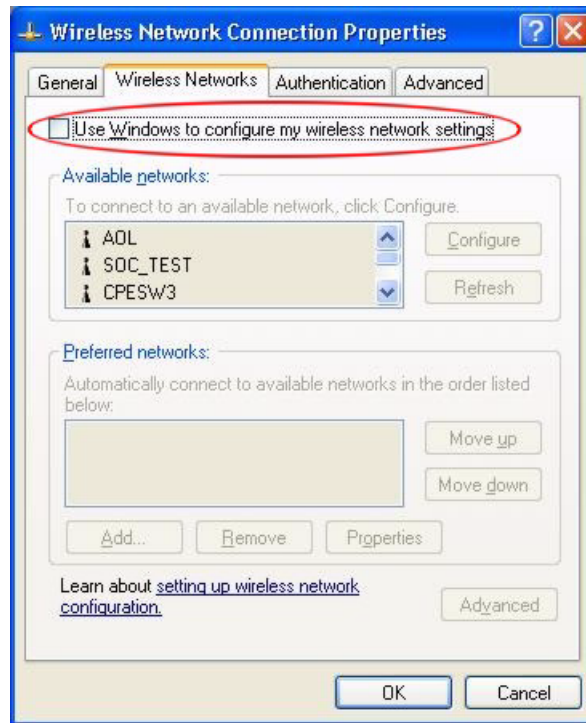 Wireless Network Connection Properties
General Wireless Networks Authentication Advanced
Use Windows to configure my wireless network settings
Available networks:
To connect to an available network, click Configure.
AOL
SOC_TEST
CPESW3
Configure
Refresh
Preferred networks:
Automatically connect to available networks in the order listed
below:
Move up
Move down
Add... Remove Properties
Learn about setting up wireless network
configuration.
Advanced
OK Cancel